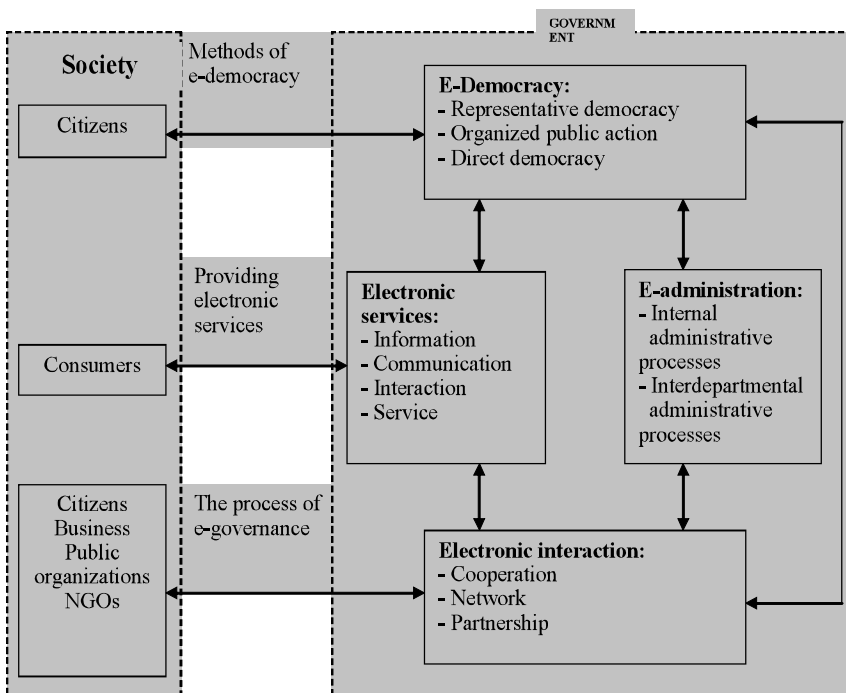 GOVERNM
ENT
Society
Methods of
e-democracy
Citizens
E-Democracy:
- Representative democracy
- Organized public action
- Direct democracy
Providing
electronic
services
Consumers
Electronic
services:
- Information
- Communication
- Interaction
- Service
E-administration:
- Internal
administrative
processes
- Interdepartmental
administrative
processes
Citizens
Business
Public
organizations
NGOs
The process of
e-governance
Electronic interaction:
- Cooperation
- Network
- Partnership